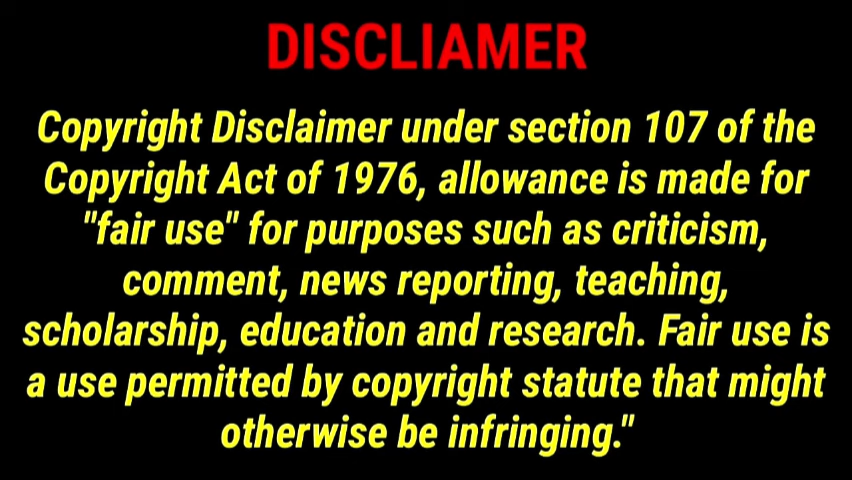 DISCLIAMER
Copyright Disclaimer under section 107 of the
Copyright Act of 1976, allowance is made for
"fair use" for purposes such as criticism,
comment, news reporting, teaching,
scholarship, education and research. Fair use is
a use permitted by copyright statute that might
otherwise be infringing."